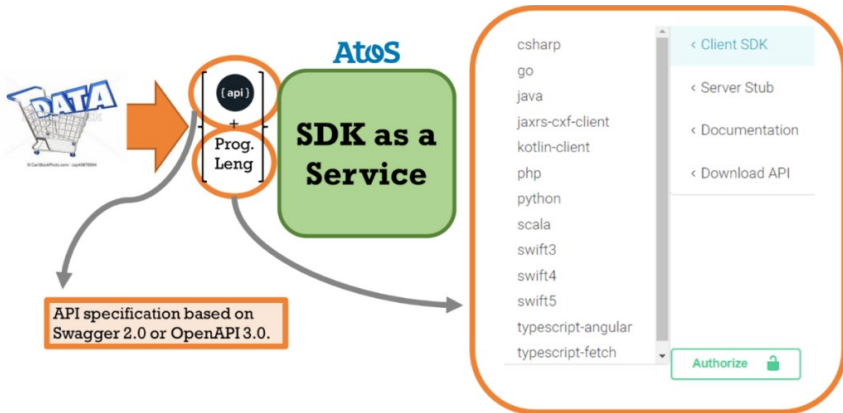 DATA
© CanStockPhoto.com
{api}
+
Prog.
Leng
AtoS
SDK as a
Service
API specification based on
Swagger 2.0 or OpenAPI 3.0.
csharp
go
java
jaxrs-cxf-client
kotlin-client
php
python
scala
swift3
swift4
swift5
typescript-angular
typescript-fetch
< Client SDK
< Server Stub
< Documentation
< Download API
Authorize